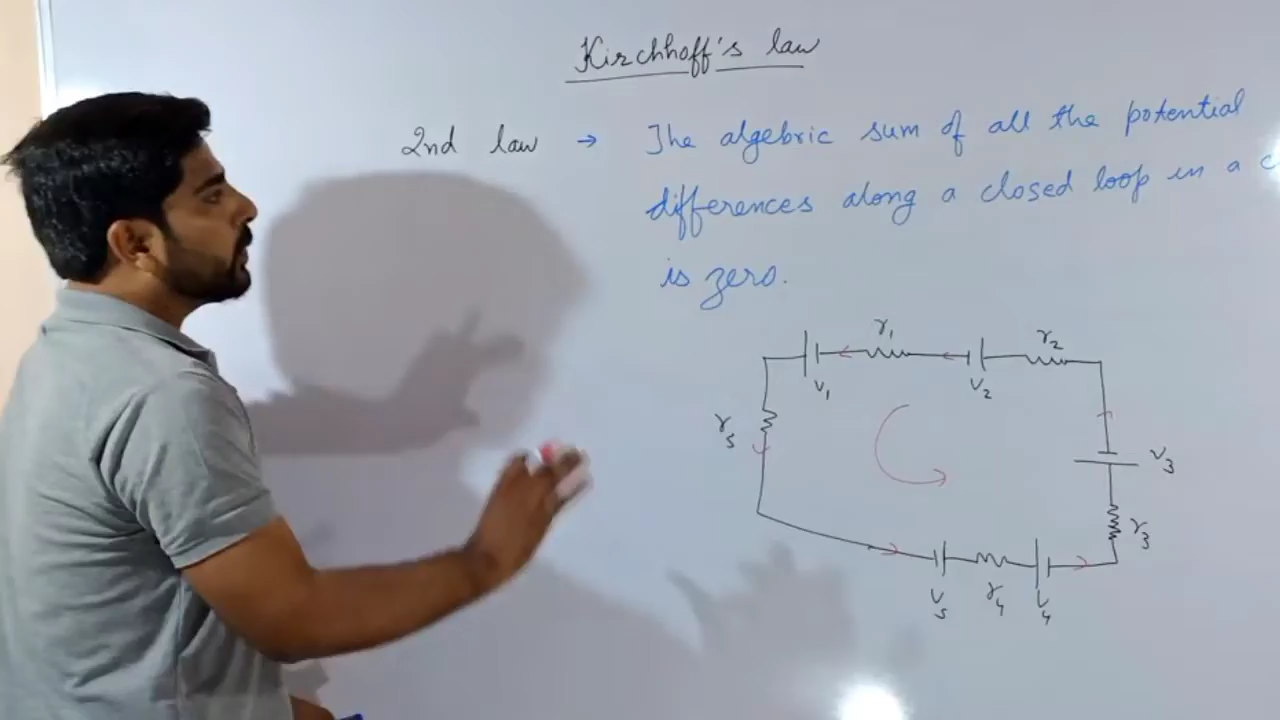 Kirchhoff's law
2nd law → The algebric sum of all the potential
differences along a closed loop in a c
is zero.
r1 r2
V1 V2
r5
V3
r3
V5 r4 V4